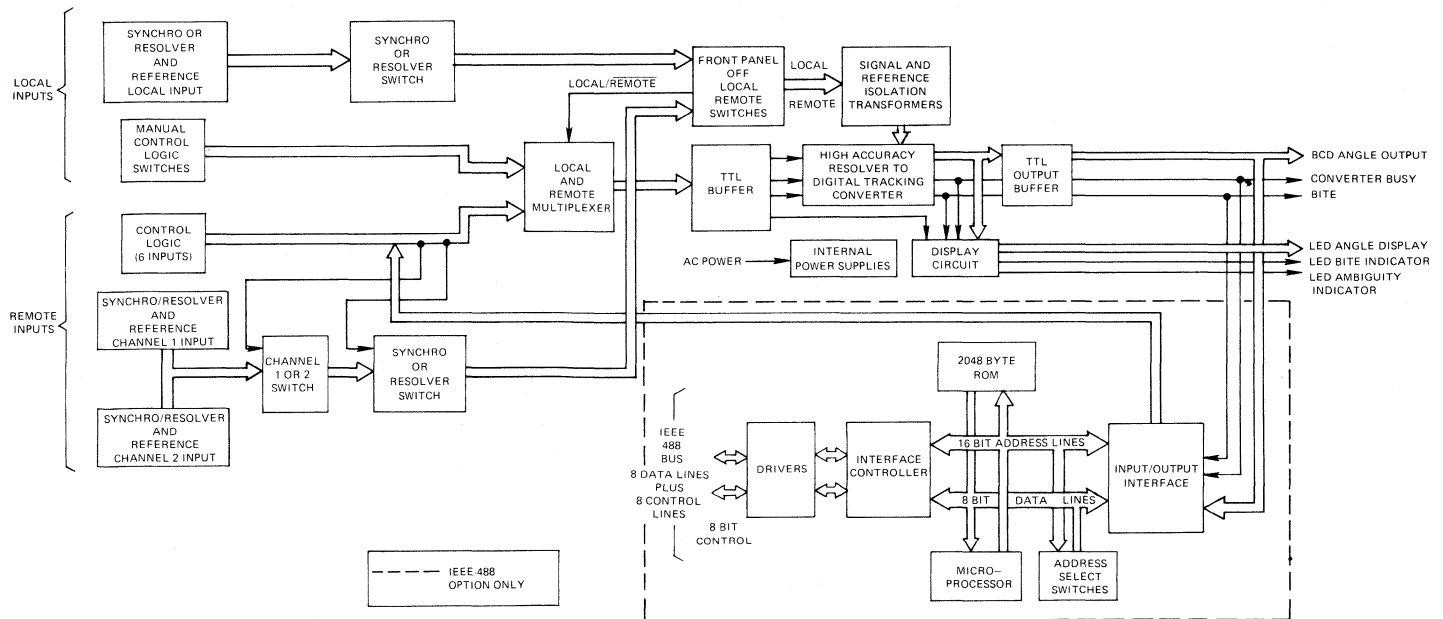 LOCAL
INPUTS
SYNCHRO OR
RESOLVER
AND
REFERENCE
LOCAL INPUT
SYNCHRO
OR
RESOLVER
SWITCH
MANUAL
CONTROL
LOGIC
SWITCHES
LOCAL/REMOTE
FRONT PANEL
OFF
LOCAL
REMOTE
SWITCHES
LOCAL
REMOTE
SIGNAL AND
REFERENCE
ISOLATION
TRANSFORMERS
LOCAL
AND
REMOTE
MULTIPLEXER
TTL
BUFFER
HIGH ACCURACY
RESOLVER TO
DIGITAL TRACKING
CONVERTER
TTL
OUTPUT
BUFFER
BCD ANGLE OUTPUT
CONVERTER BUSY
BITE
AC POWER
INTERNAL
POWER SUPPLIES
DISPLAY
CIRCUIT
LED ANGLE DISPLAY
LED BITE INDICATOR
LED AMBIGUITY
INDICATOR
REMOTE
INPUTS
CONTROL
LOGIC
(6 INPUTS)
SYNCHRO/RESOLVER
AND
REFERENCE
CHANNEL 1 INPUT
CHANNEL
1 OR 2
SWITCH
SYNCHRO
OR
RESOLVER
SWITCH
SYNCHRO/RESOLVER
AND
REFERENCE
CHANNEL 2 INPUT
2048 BYTE
ROM
IEEE
488
BUS
8 DATA LINES
PLUS
8 CONTROL
LINES
8 BIT
CONTROL
DRIVERS
INTERFACE
CONTROLLER
16 BIT ADDRESS LINES
8 BIT DATA LINES
INPUT/OUTPUT
INTERFACE
MICRO-
PROCESSOR
ADDRESS
SELECT
SWITCHES
IEEE-488
OPTION ONLY